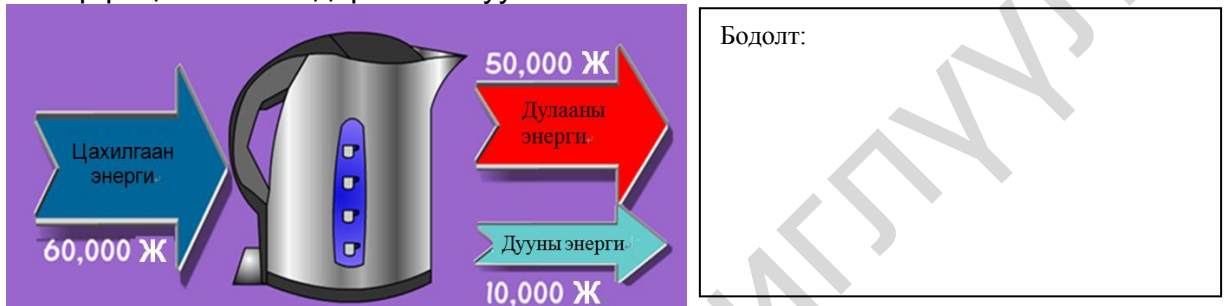 Бодолт:
50,000 Ж
Дулааны
энерги
Цахилгаан
энерги
60,000 Ж
Дууны энерги
10,000 Ж